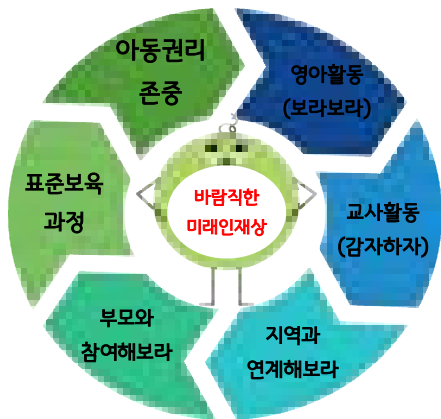 아동권리
존중
영아활동
(보라보라)
교사활동
(감자하자)
지역과
연계해보라
부모와
참여해보라
표준보육
과정
바람직한
미래인재상